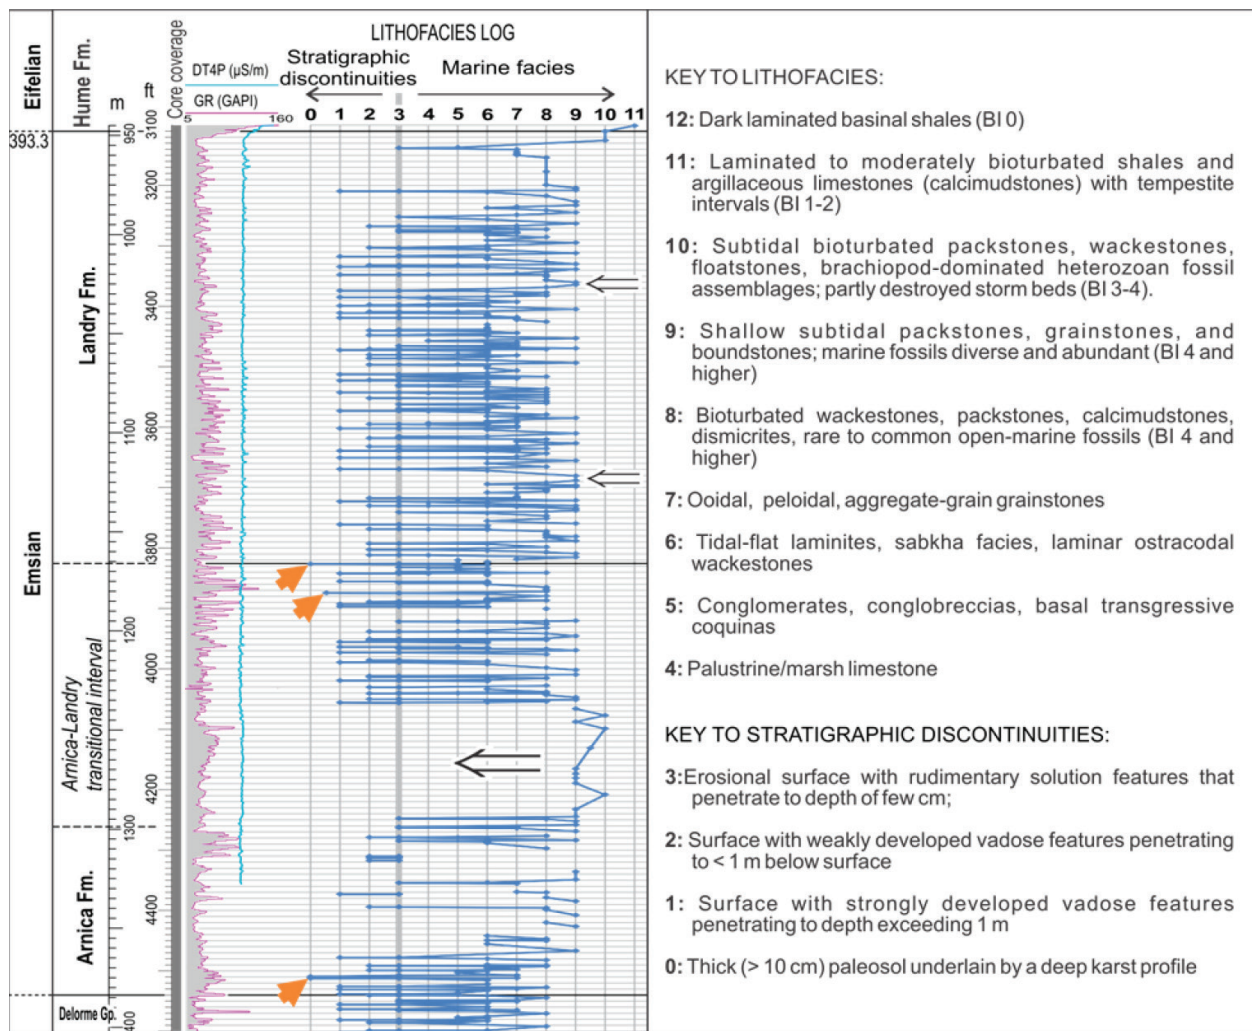 LITHOFACIES LOG
Eifelian
Hume Fm.
m
ft
Core coverage
DT4P (µS/m)
GR (GAPI)
5
160
Stratigraphic
discontinuities
Marine facies
0 1 2 3 4 5 6 7 8 9 10 11
393.3
950
3100
3200
1000
Landry Fm.
3400
1100
3600
3800
Emsian
1200
Arnica-Landry
transitional interval
4000
4200
1300
Arnica Fm.
4400
Delorme Gp.
400
KEY TO LITHOFACIES:
12: Dark laminated basinal shales (BI 0)
11: Laminated to moderately bioturbated shales and
argillaceous limestones (calcimudstones) with tempestite
intervals (BI 1-2)
10: Subtidal bioturbated packstones, wackestones,
floatstones, brachiopod-dominated heterozoan fossil
assemblages; partly destroyed storm beds (BI 3-4).
9: Shallow subtidal packstones, grainstones, and
boundstones; marine fossils diverse and abundant (BI 4 and
higher)
8: Bioturbated wackestones, packstones, calcimudstones,
dismicrites, rare to common open-marine fossils (BI 4 and
higher)
7: Ooidal, peloidal, aggregate-grain grainstones
6: Tidal-flat laminites, sabkha facies, laminar ostracodal
wackestones
5: Conglomerates, conglobreccias, basal transgressive
coquinas
4: Palustrine/marsh limestone
KEY TO STRATIGRAPHIC DISCONTINUITIES:
3:Erosional surface with rudimentary solution features that
penetrate to depth of few cm;
2: Surface with weakly developed vadose features penetrating
to < 1 m below surface
1: Surface with strongly developed vadose features
penetrating to depth exceeding 1 m
0: Thick (> 10 cm) paleosol underlain by a deep karst profile